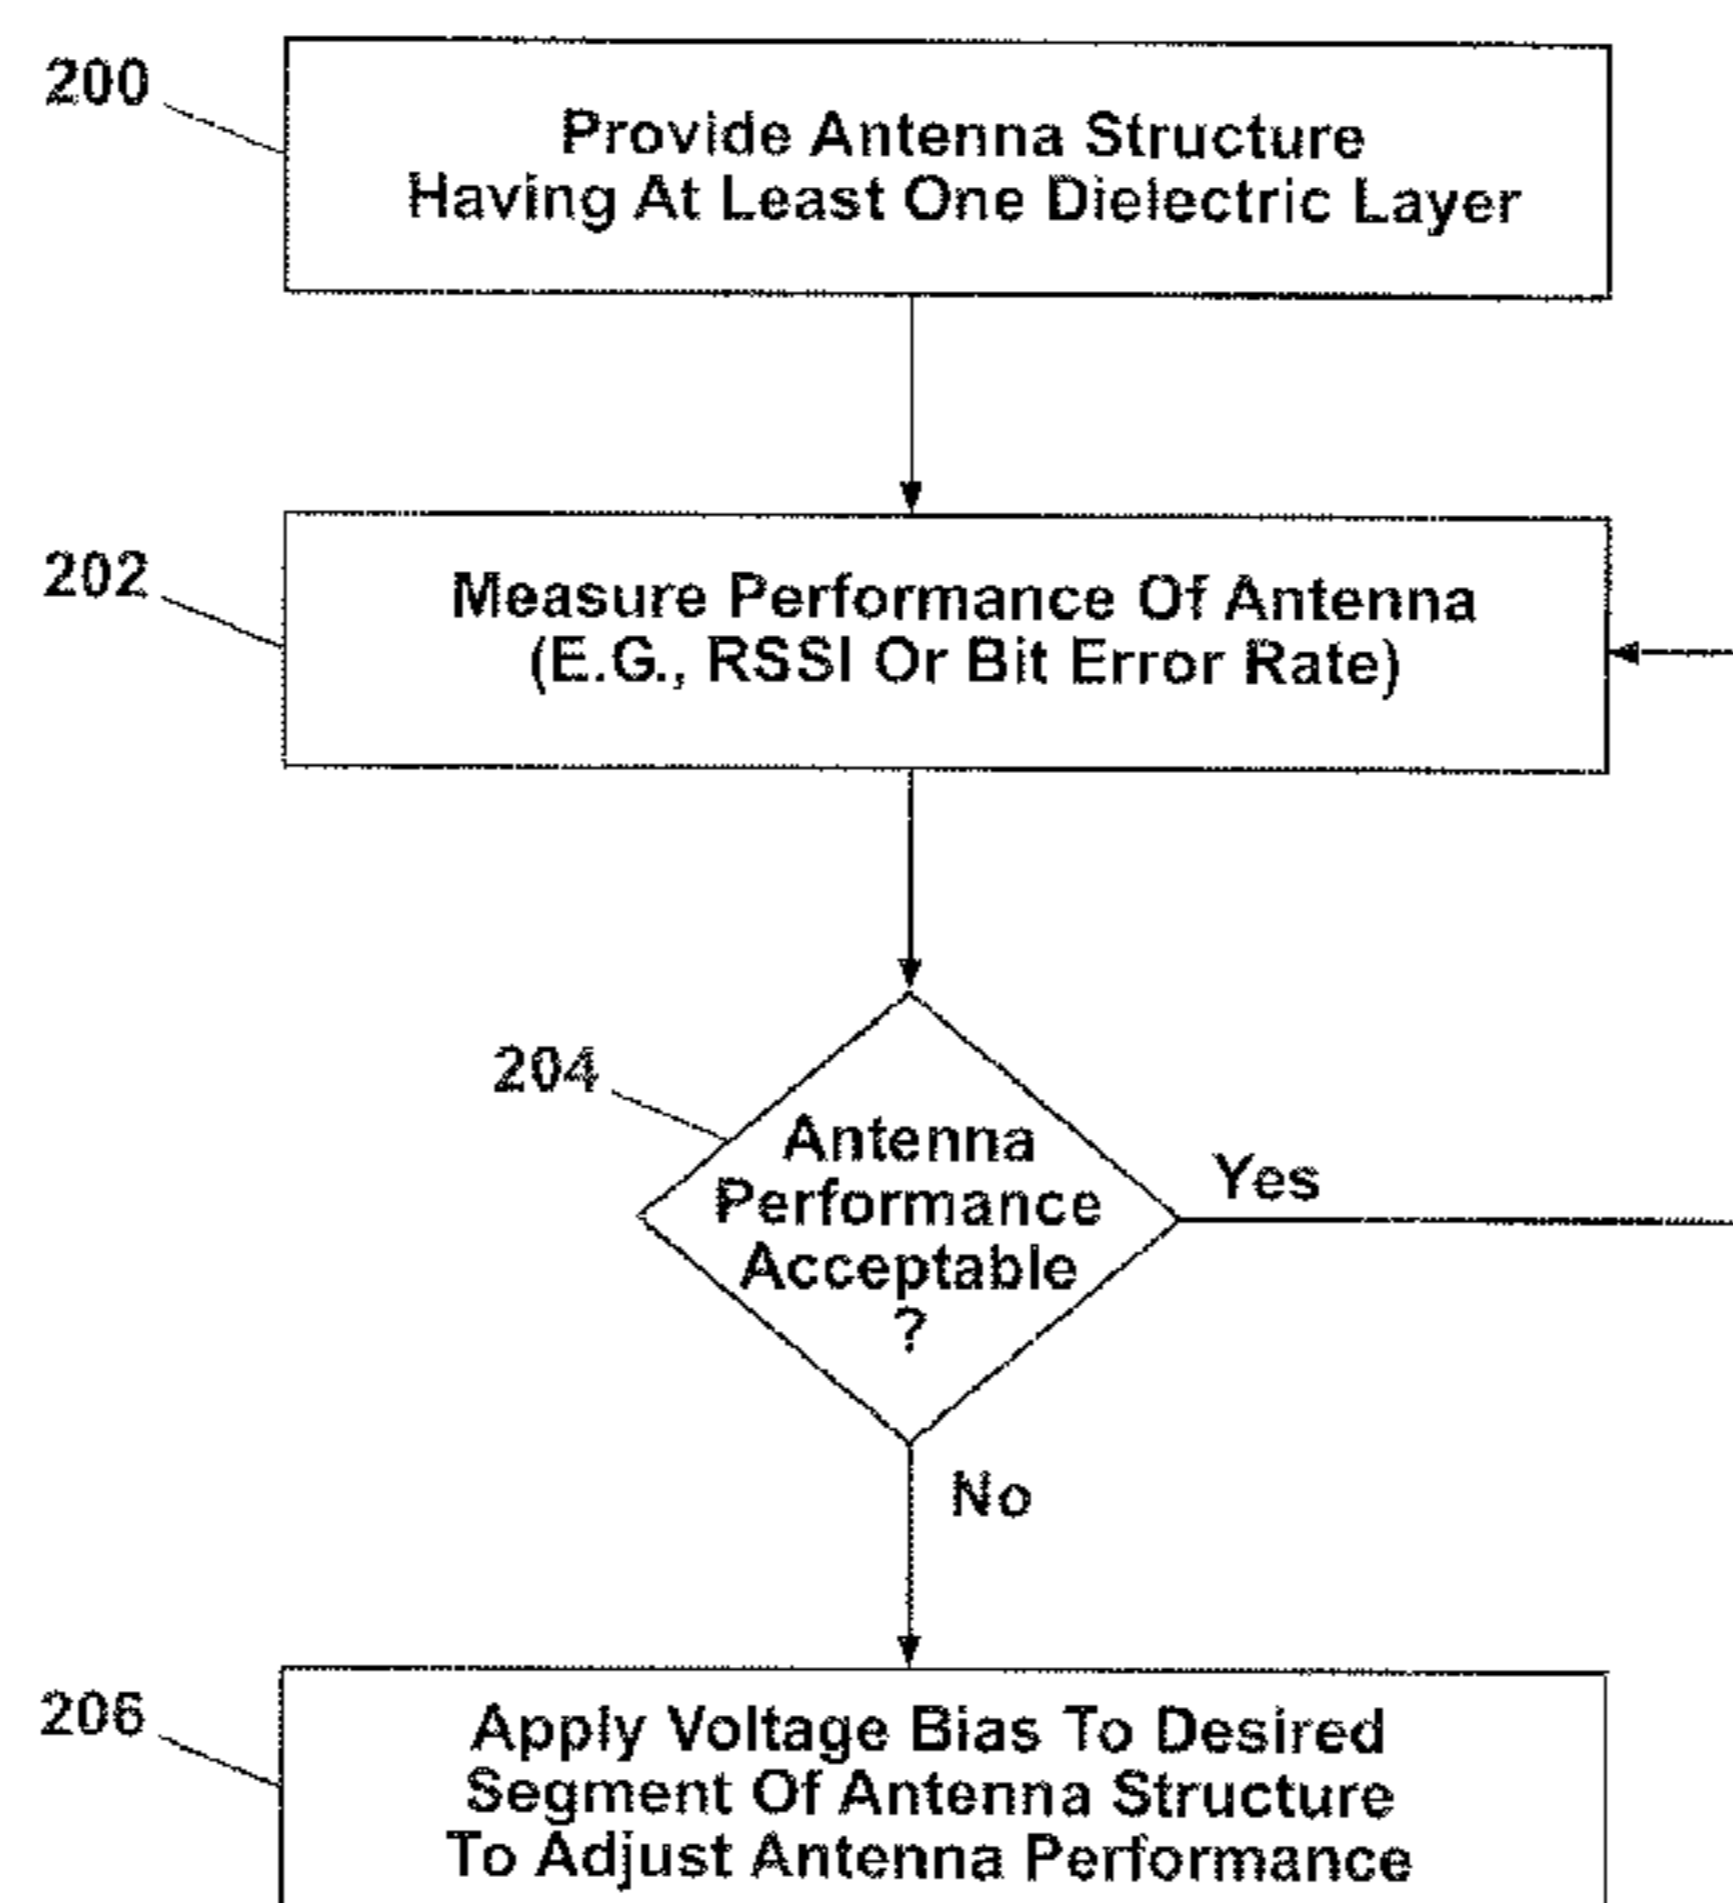 200
Provide Antenna Structure
Having At Least One Dielectric Layer
202
Measure Performance Of Antenna
(E.G., RSSI Or Bit Error Rate)
204
Antenna
Performance
Acceptable
?
Yes
No
206
Apply Voltage Bias To Desired
Segment Of Antenna Structure
To Adjust Antenna Performance